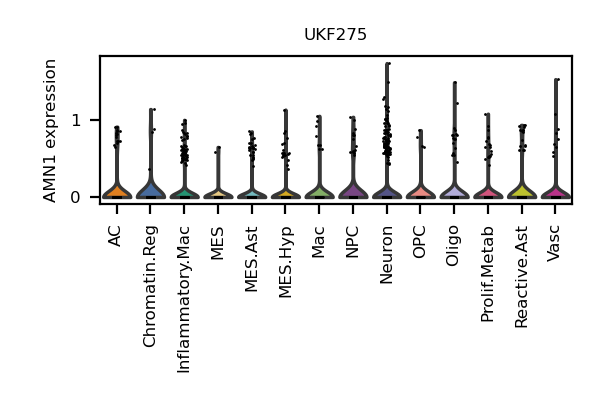 UKF275
AMN1 expression
1
0
AC
Chromatin.Reg
Inflammatory.Mac
MES
MES.Ast
MES.Hyp
Mac
NPC
Neuron
OPC
Oligo
Prolif.Metab
Reactive.Ast
Vasc